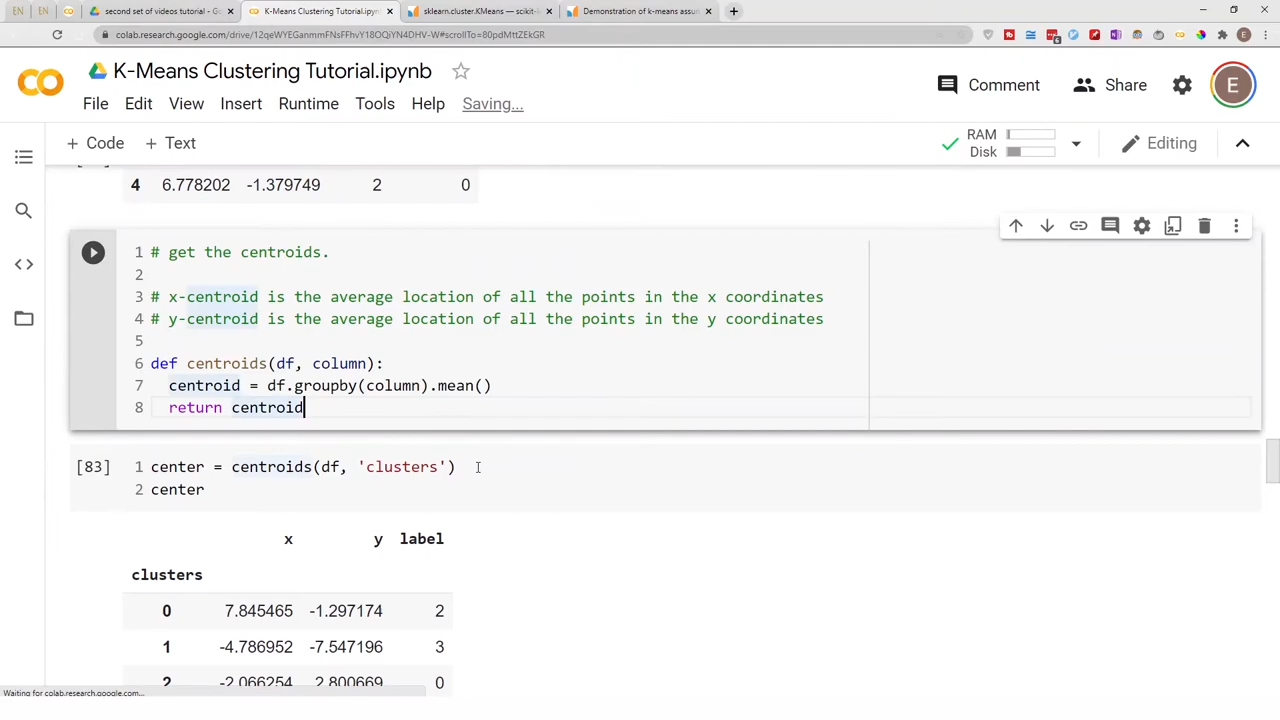 EN EN second set of videos tutorial - G K-Means Clustering Tutorial.ipynb sklearn.cluster.KMeans — scikit-l Demonstration of k-means assum
colab.research.google.com/drive/12qeWYEGanmmFNsFFhvY18OQjYN4DHV-W#scrollTo=80pdMttZEkGR
K-Means Clustering Tutorial.ipynb
Comment Share E
File Edit View Insert Runtime Tools Help Saving...
+ Code + Text RAM Disk Editing
4 6.778202 -1.379749 2 0
1 # get the centroids.
2
3 # x-centroid is the average location of all the points in the x coordinates
4 # y-centroid is the average location of all the points in the y coordinates
5
6 def centroids(df, column):
7 centroid = df.groupby(column).mean()
8 return centroid
[83] 1 center = centroids(df, 'clusters')
2 center
x y label
clusters
0 7.845465 -1.297174 2
1 -4.786952 -7.547196 3
2 -2.066254 2.800669 0
Waiting for colab.research.google.com...